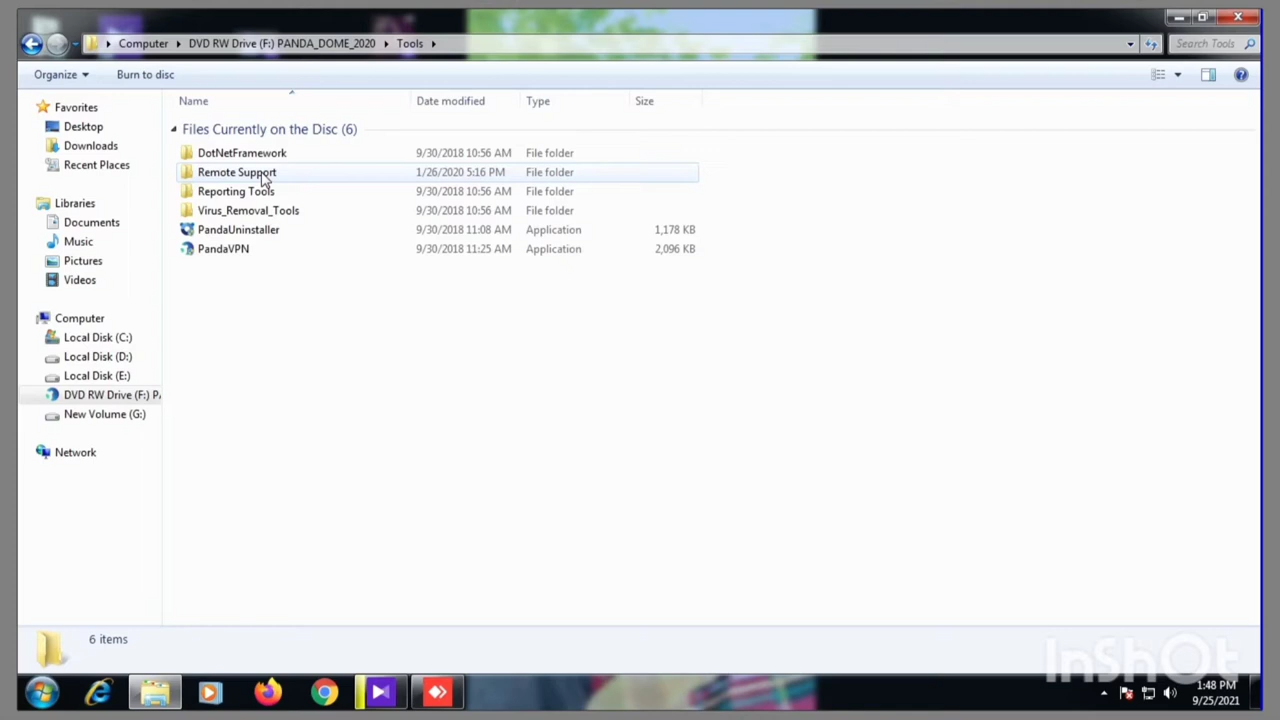 Computer DVD RW Drive (F:) PANDA_DOME_2020 Tools
Search Tools
Organize Burn to disc
Name Date modified Type Size
Favorites
Desktop
Downloads
Recent Places
Libraries
Documents
Music
Pictures
Videos
Computer
Local Disk (C:)
Local Disk (D:)
Local Disk (E:)
DVD RW Drive (F:) P
New Volume (G:)
Network
Files Currently on the Disc (6)
DotNetFramework 9/30/2018 10:56 AM File folder
Remote Support 1/26/2020 5:16 PM File folder
Reporting Tools 9/30/2018 10:56 AM File folder
Virus_Removal_Tools 9/30/2018 10:56 AM File folder
PandaUninstaller 9/30/2018 11:08 AM Application 1,178 KB
PandaVPN 9/30/2018 11:25 AM Application 2,096 KB
6 items
InShOt
1:48 PM
9/25/2021